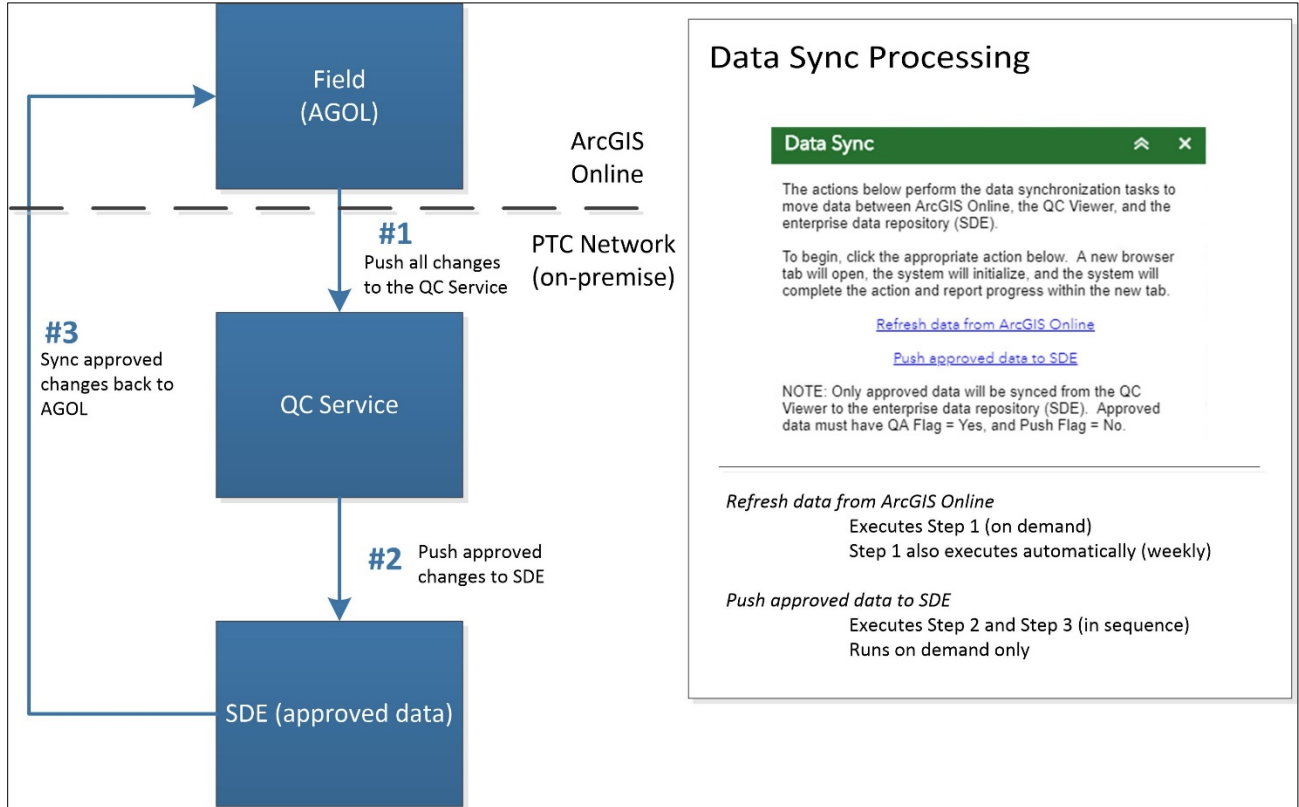 Field
(AGOL)
ArcGIS
Online
#1
Push all changes
to the QC Service
PTC Network
(on-premise)
#3
Sync approved
changes back to
AGOL
QC Service
#2
Push approved
changes to SDE
SDE (approved data)
Data Sync Processing
Data Sync
The actions below perform the data synchronization tasks to
move data between ArcGIS Online, the QC Viewer, and the
enterprise data repository (SDE).
To begin, click the appropriate action below. A new browser
tab will open, the system will initialize, and the system will
complete the action and report progress within the new tab.
Refresh data from ArcGIS Online
Push approved data to SDE
NOTE: Only approved data will be synced from the QC
Viewer to the enterprise data repository (SDE). Approved
data must have QA Flag = Yes, and Push Flag = No.
Refresh data from ArcGIS Online
Executes Step 1 (on demand)
Step 1 also executes automatically (weekly)
Push approved data to SDE
Executes Step 2 and Step 3 (in sequence)
Runs on demand only